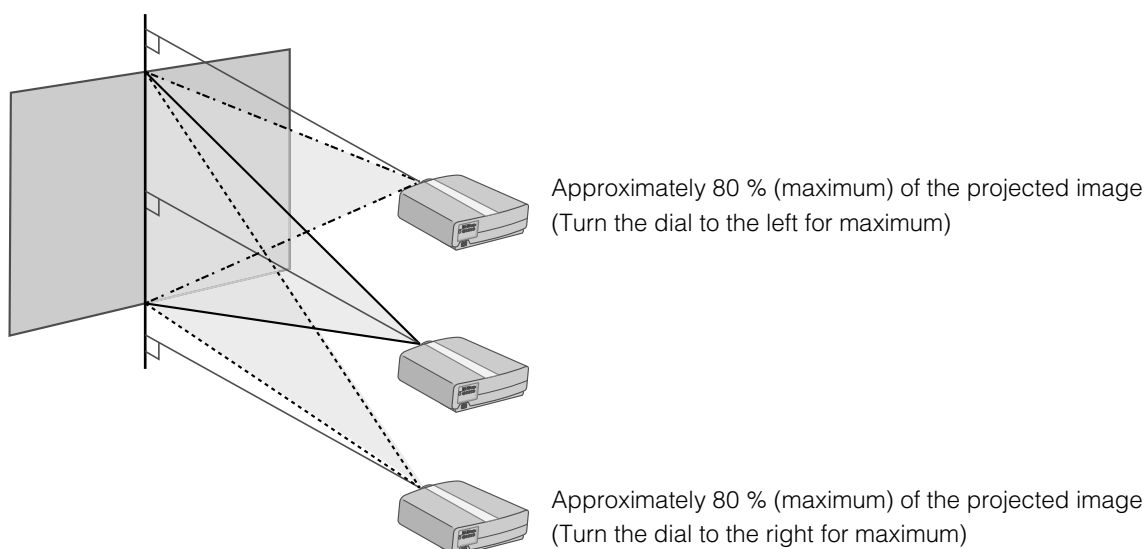 Approximately 80 % (maximum) of the projected image
(Turn the dial to the left for maximum)
Approximately 80 % (maximum) of the projected image
(Turn the dial to the right for maximum)